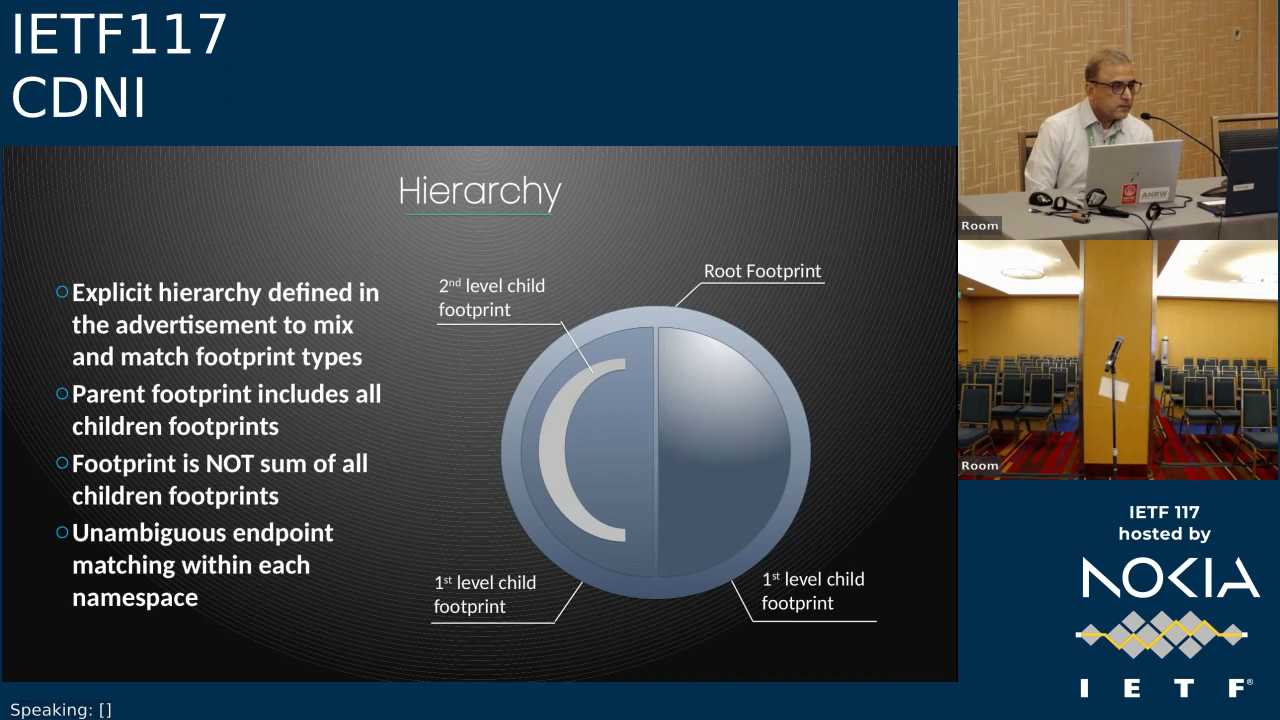 IETF117
CDNI
Hierarchy
Explicit hierarchy defined in
the advertisement to mix
and match footprint types
Parent footprint includes all
children footprints
Footprint is NOT sum of all
children footprints
Unambiguous endpoint
matching within each
namespace
2nd level child
footprint
Root Footprint
1st level child
footprint
1st level child
footprint
Room
AHRW
Room
IETF 117
hosted by
NOKIA
I E T F®
Speaking: []